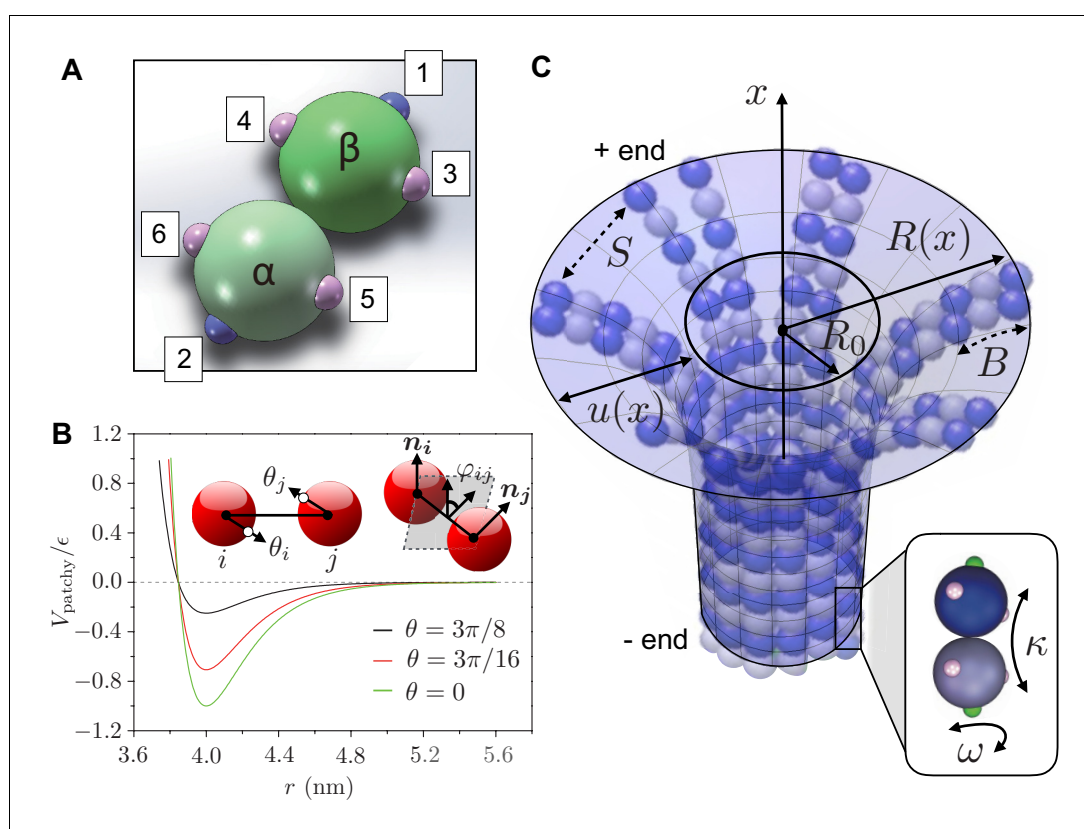 A
1
4
β
3
6
α
5
2
B
1.2
0.8
0.4
0.0
−0.4
−0.8
−1.2
V_patchy/ϵ
θ_j
θ_i
i
j
n_i
φ_ij
n_j
θ = 3π/8
θ = 3π/16
θ = 0
3.6
4.0
4.4
4.8
5.2
5.6
r (nm)
C
x
+ end
S
R(x)
R_0
B
u(x)
- end
κ
ω